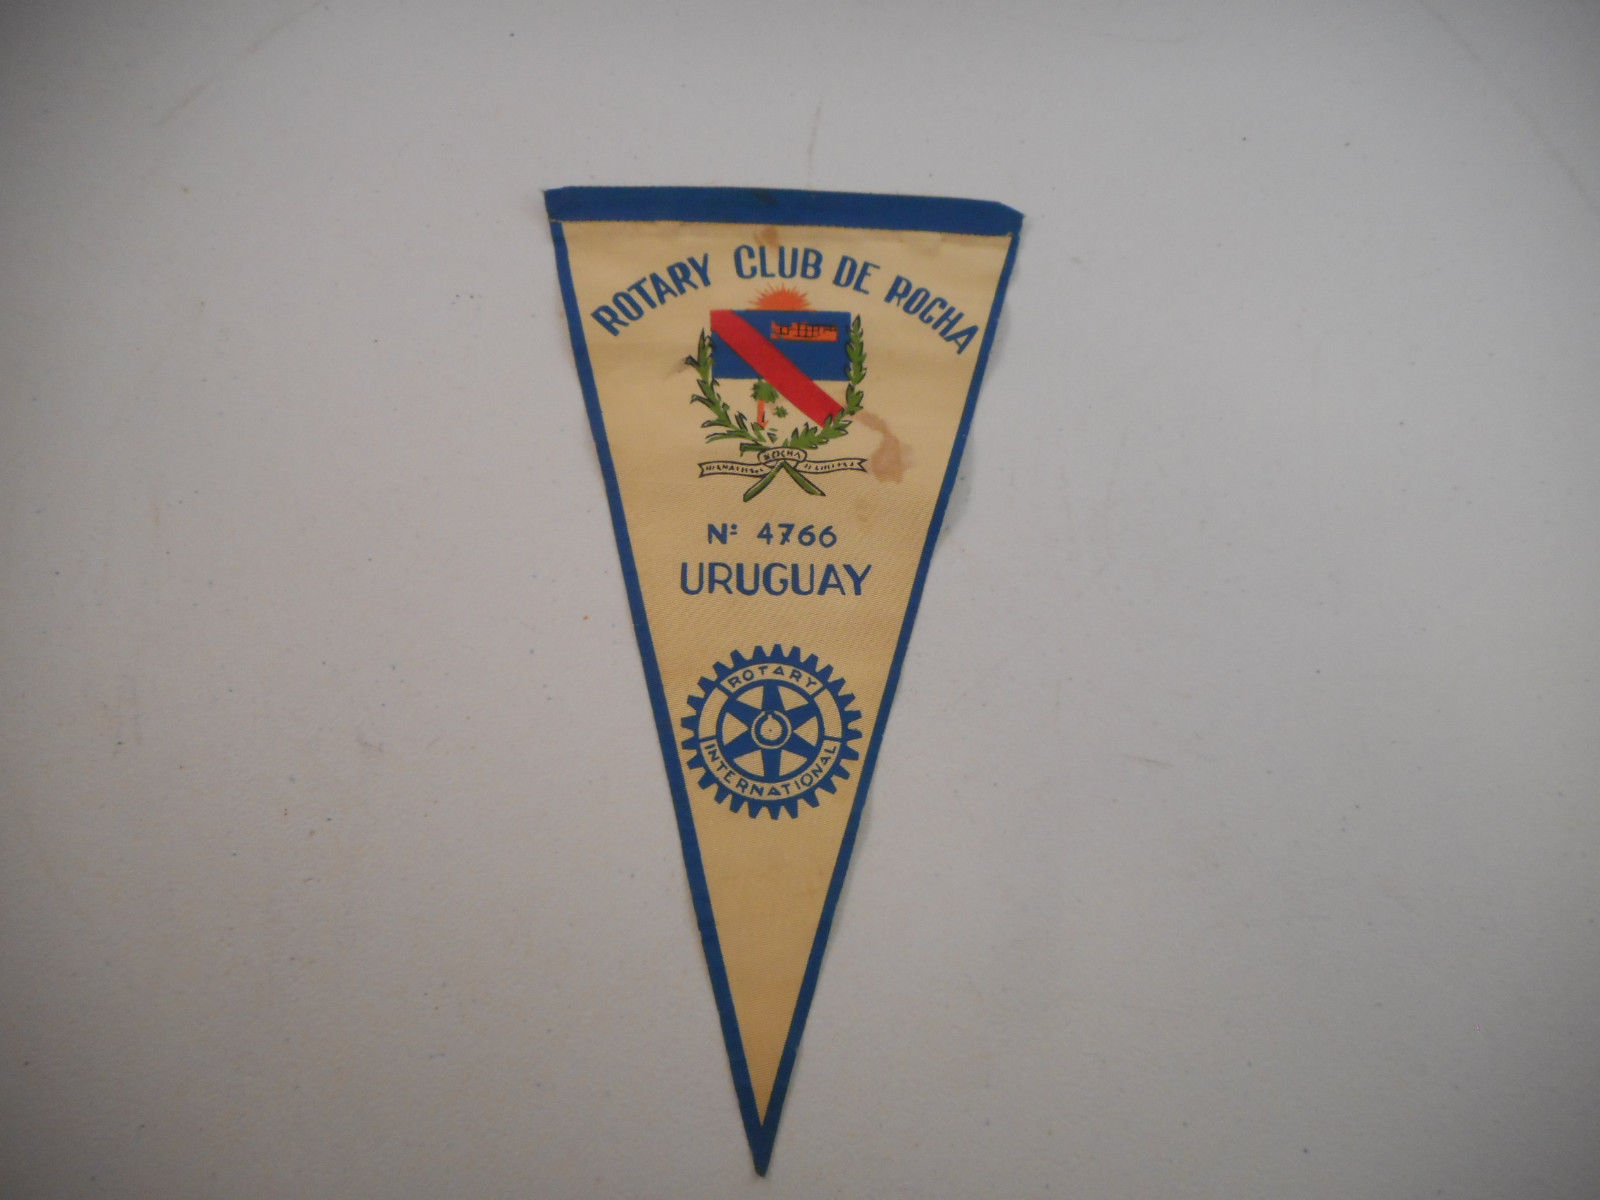 ROTARY CLUB DE ROCHA
ROCHA
Nº 4766
URUGUAY
ROTARY
INTERNATIONAL